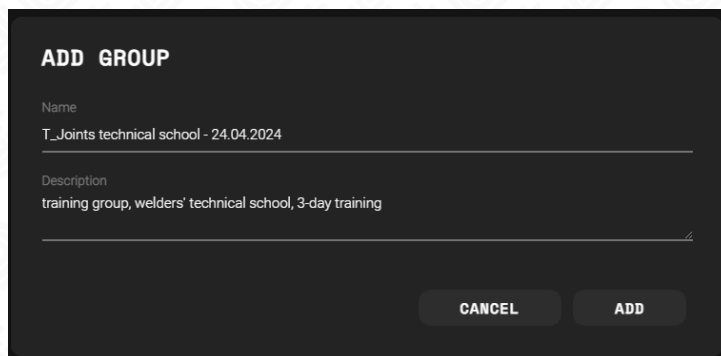 ADD GROUP
Name
T_Joints technical school - 24.04.2024
Description
training group, welders' technical school, 3-day training
CANCEL ADD